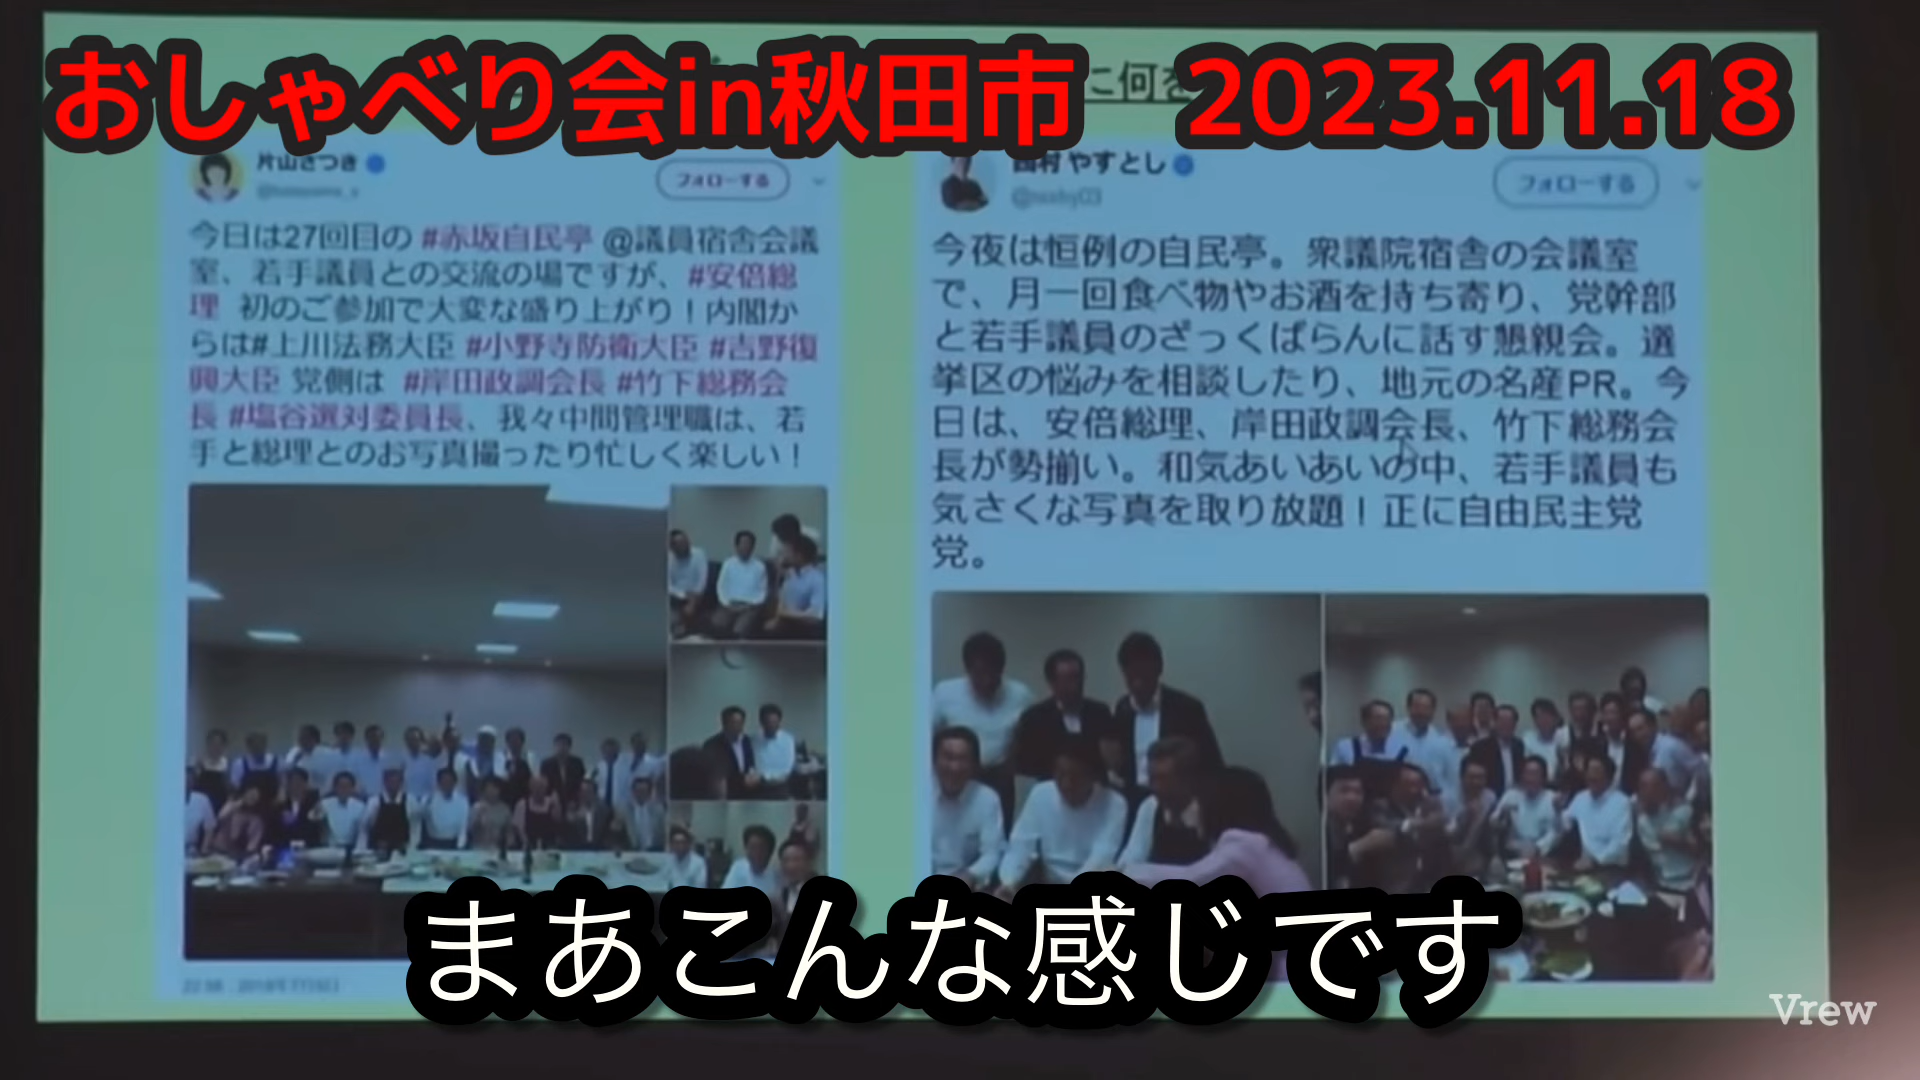 おしゃべり会in秋田市 2023.11.18
に何を
片山さつき
フォローする
今日は27回目の #赤坂自民亭 @議員宿舎会議
室、若手議員との交流の場ですが、#安倍総
理 初のご参加で大変な盛り上がり！内閣か
らは#上川法務大臣 #小野寺防衛大臣 #吉野復
興大臣 党側は #岸田政調会長 #竹下総務会
長 #塩谷選対委員長、我々中間管理職は、若
手と総理とのお写真撮ったり忙しく楽しい！
村 やすとし
フォローする
今夜は恒例の自民亭。衆議院宿舎の会議室
で、月一回食べ物やお酒を持ち寄り、党幹部
と若手議員のざっくばらんに話す懇親会。選
挙区の悩みを相談したり、地元の名産PR。今
日は、安倍総理、岸田政調会長、竹下総務会
長が勢揃い。和気あいあいの中、若手議員も
気さくな写真を取り放題！正に自由民主党
党。
まあこんな感じです
Vrew